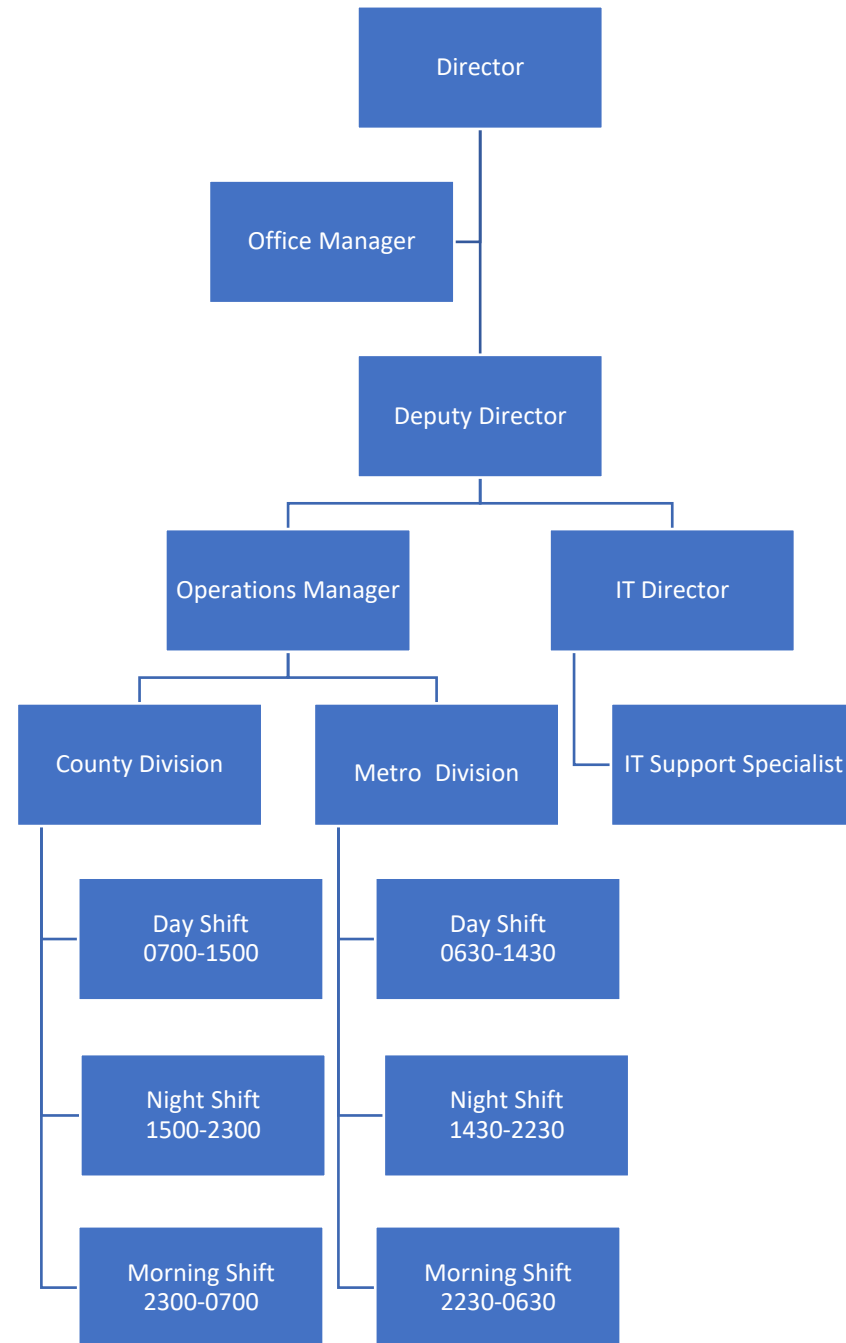 Director
Office Manager
Deputy Director
Operations Manager
IT Director
County Division
Metro  Division
IT Support Specialist
Day Shift
0700-1500
Day Shift
0630-1430
Night Shift
1500-2300
Night Shift
1430-2230
Morning Shift
2300-0700
Morning Shift
2230-0630